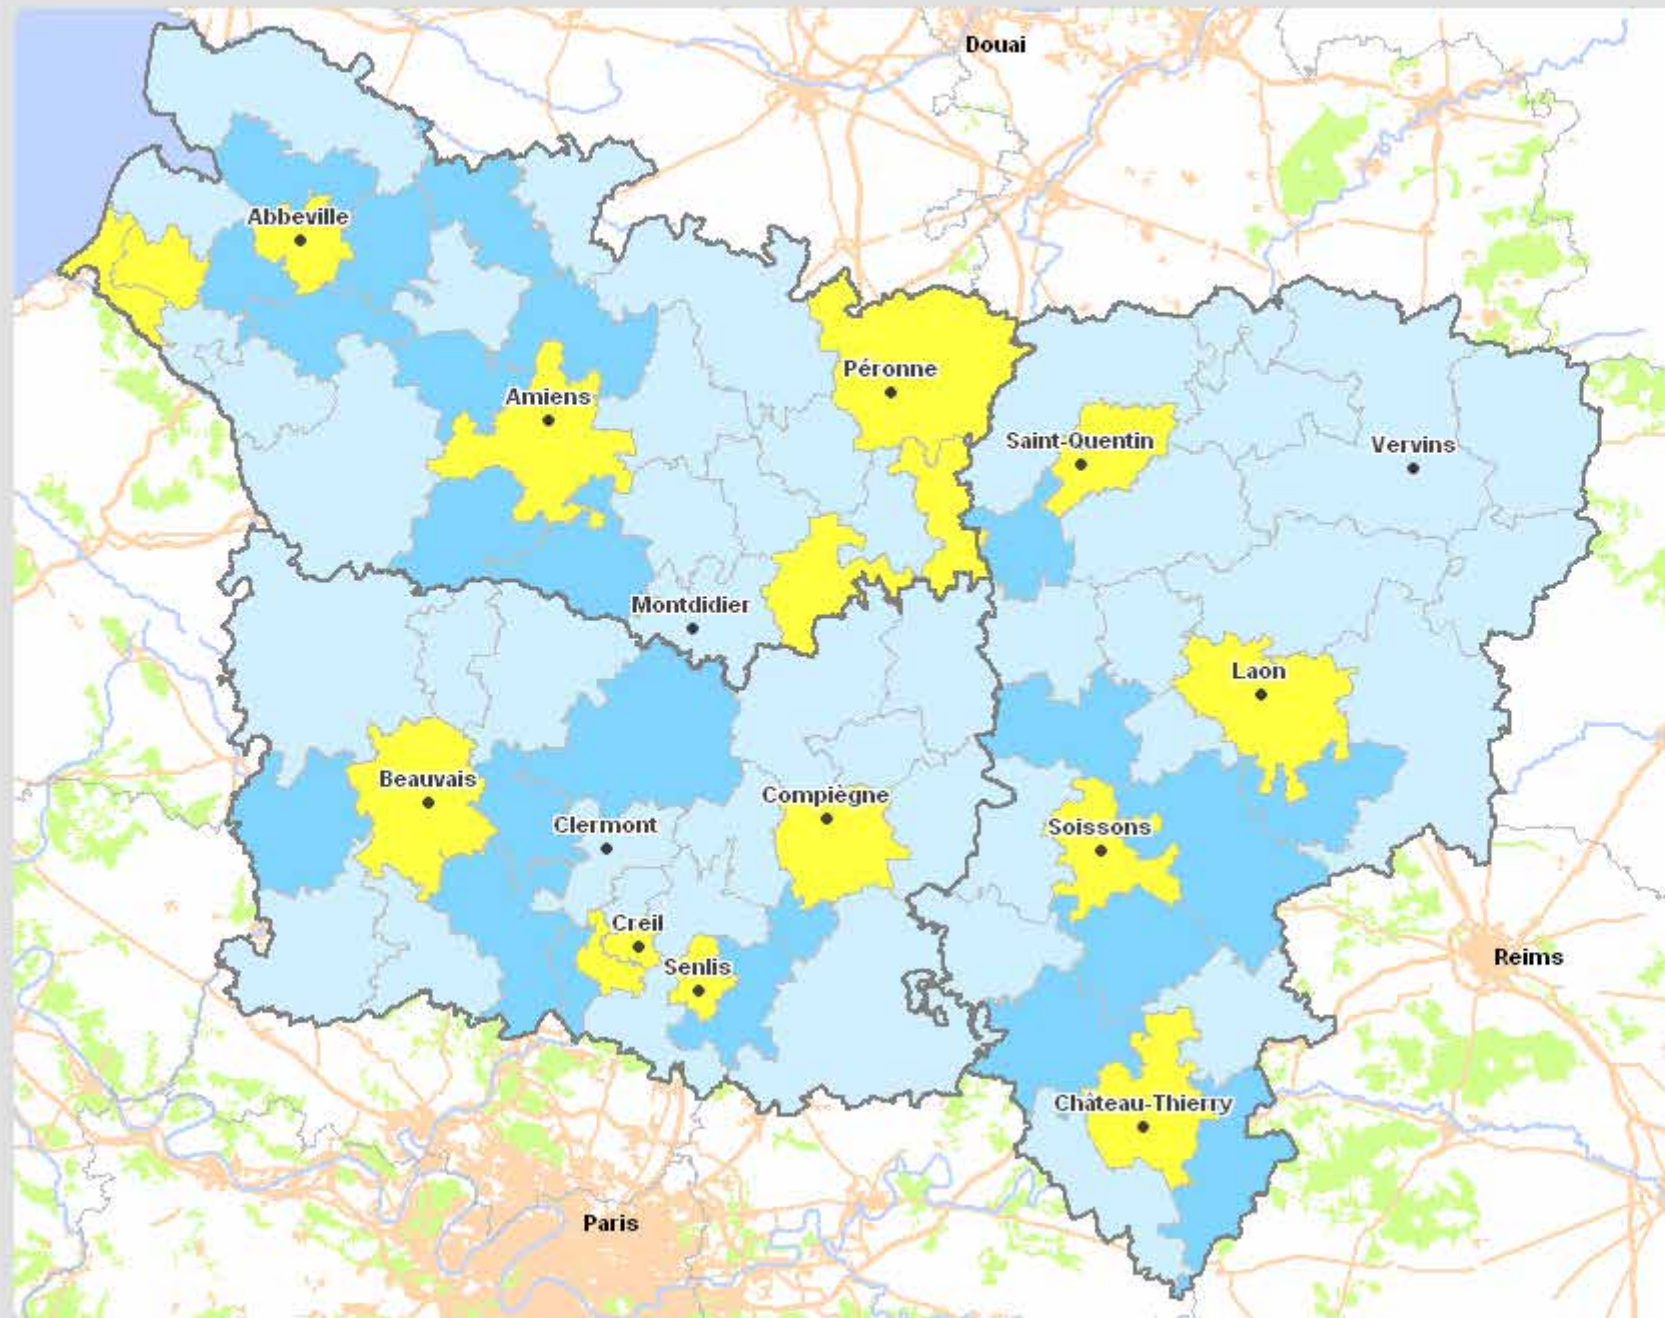 Douai
Abbeville
Péronne
Amiens
Saint-Quentin
Vervins
Montdidier
Laon
Beauvais
Compiègne
Clermont
Soissons
Creil
Senlis
Reims
Château-Thierry
Paris